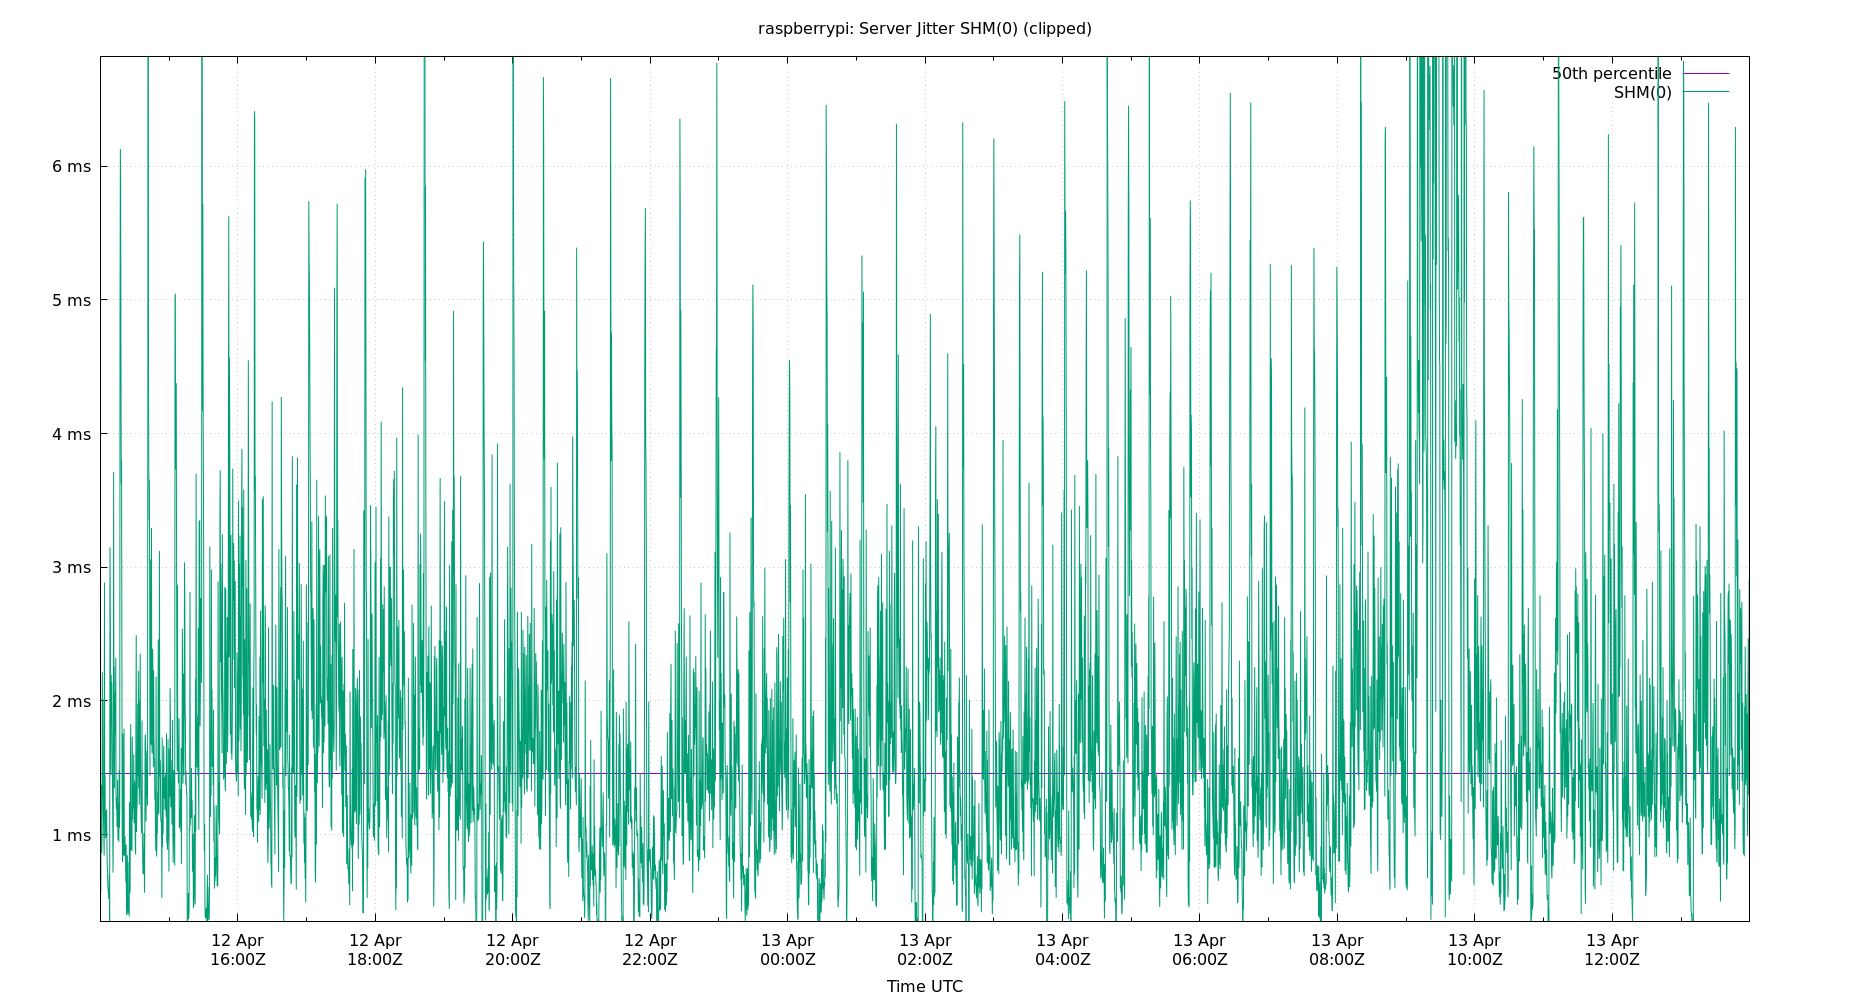 raspberrypi: Server Jitter SHM(0) (clipped)
50th percentile
SHM(0)
6 ms
5 ms
4 ms
3 ms
2 ms
1 ms
12 Apr 12 Apr 12 Apr 12 Apr 13 Apr 13 Apr 13 Apr 13 Apr 13 Apr 13 Apr 13 Apr
16:00Z 18:00Z 20:00Z 22:00Z 00:00Z 02:00Z 04:00Z 06:00Z 08:00Z 10:00Z 12:00Z
Time UTC